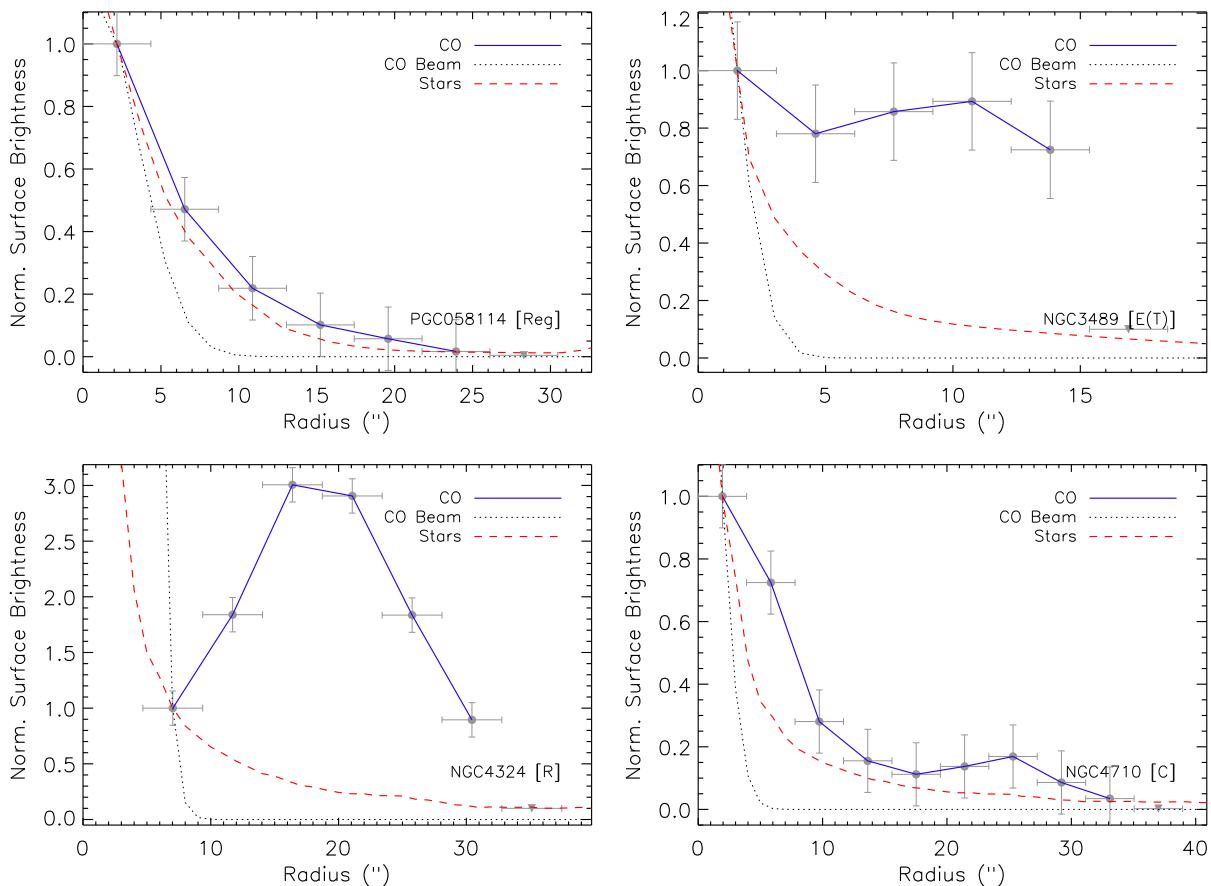 Norm. Surface Brightness
1.0
0.8
0.6
0.4
0.2
0.0
CO
CO Beam
Stars
PGC058114 [Reg]
0 5 10 15 20 25 30
Radius (")
Norm. Surface Brightness
1.2
1.0
0.8
0.6
0.4
0.2
0.0
CO
CO Beam
Stars
NGC3489 [E(T)]
0 5 10 15
Radius (")
Norm. Surface Brightness
3.0
2.5
2.0
1.5
1.0
0.5
0.0
CO
CO Beam
Stars
NGC4324 [R]
0 10 20 30
Radius (")
Norm. Surface Brightness
1.0
0.8
0.6
0.4
0.2
0.0
CO
CO Beam
Stars
NGC4710 [C]
0 10 20 30 40
Radius (")